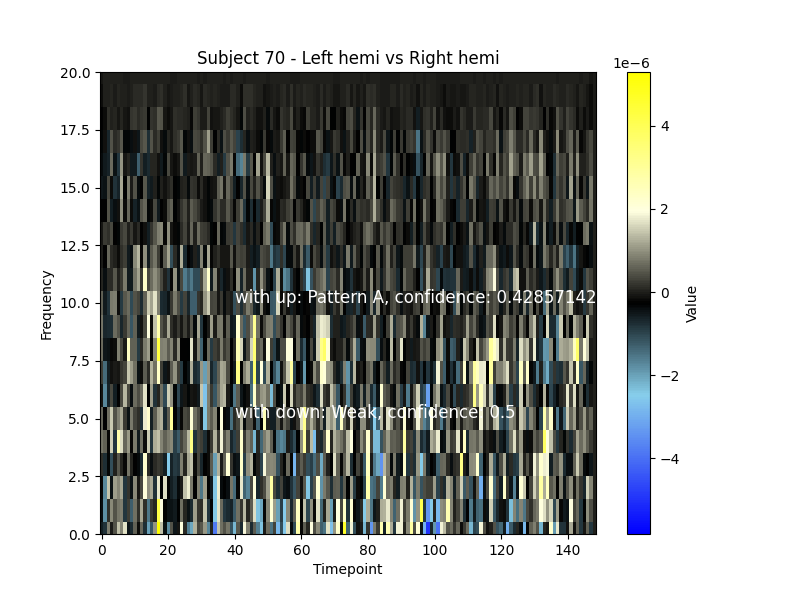 Subject 70 - Left hemi vs Right hemi
1e−6
20.0
17.5
15.0
12.5
10.0
7.5
5.0
2.5
0.0
Frequency
with up: Pattern A, confidence: 0.42857142
with down: Weak, confidence: 0.5
0 20 40 60 80 100 120 140
Timepoint
4
2
0
−2
−4
Value